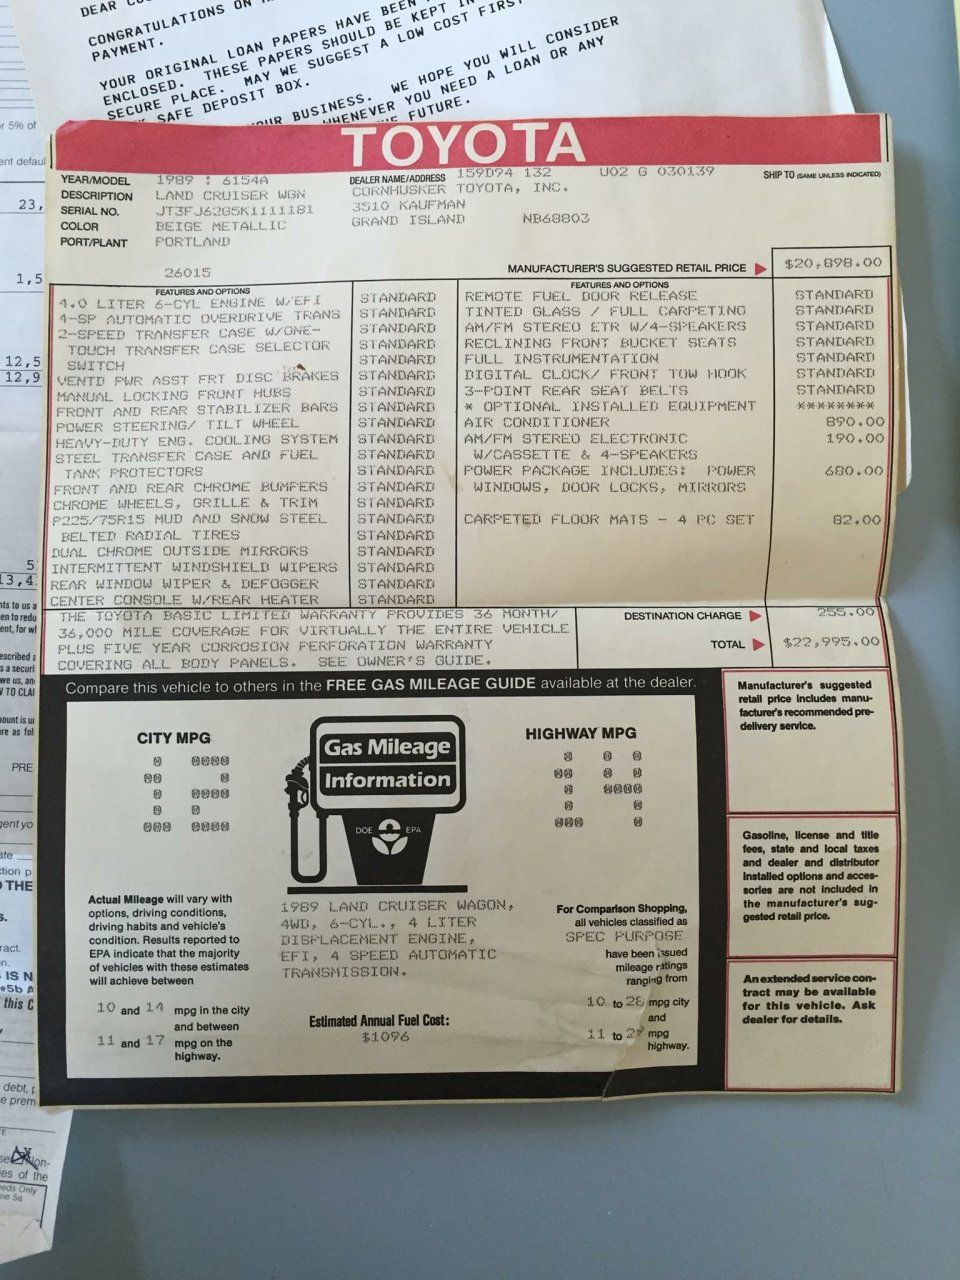 DEAR
CONGRATULATIONS ON
PAYMENT.
YOUR ORIGINAL LOAN PAPERS HAVE BEEN
ENCLOSED. THESE PAPERS SHOULD BE KEPT IN
SECURE PLACE. MAY WE SUGGEST A LOW COST FIRST
SAFE DEPOSIT BOX.
YOUR BUSINESS. WE HOPE YOU WILL CONSIDER
WHENEVER YOU NEED A LOAN OR ANY
FUTURE.
TOYOTA
YEAR/MODEL 1989 : 6154A DEALER NAME/ADDRESS 159D94 132 U02 G 030139 SHIP TO (SAME UNLESS INDICATED)
DESCRIPTION LAND CRUISER WGN CORNHUSKER TOYOTA, INC.
SERIAL NO. JT3FJ62G5K1111181 3510 KAUFMAN
COLOR BEIGE METALLIC GRAND ISLAND NB68803
PORT/PLANT PORTLAND
26015 MANUFACTURER'S SUGGESTED RETAIL PRICE $20,898.00
FEATURES AND OPTIONS
4.0 LITER 6-CYL ENGINE W/EFI STANDARD
4-SP AUTOMATIC OVERDRIVE TRANS STANDARD
2-SPEED TRANSFER CASE W/ONE- STANDARD
TOUCH TRANSFER CASE SELECTOR
SWITCH
VENTD PWR ASST FRT DISC BRAKES STANDARD
MANUAL LOCKING FRONT HUBS STANDARD
FRONT AND REAR STABILIZER BARS STANDARD
POWER STEERING/ TILT WHEEL STANDARD
HEAVY-DUTY ENG. COOLING SYSTEM STANDARD
STEEL TRANSFER CASE AND FUEL STANDARD
TANK PROTECTORS
FRONT AND REAR CHROME BUMPERS STANDARD
CHROME WHEELS, GRILLE & TRIM STANDARD
P225/75R15 MUD AND SNOW STEEL STANDARD
BELTED RADIAL TIRES
DUAL CHROME OUTSIDE MIRRORS STANDARD
INTERMITTENT WINDSHIELD WIPERS STANDARD
REAR WINDOW WIPER & DEFOGGER STANDARD
CENTER CONSOLE W/REAR HEATER STANDARD
FEATURES AND OPTIONS
REMOTE FUEL DOOR RELEASE STANDARD
TINTED GLASS / FULL CARPETING STANDARD
AM/FM STEREO ETR W/4-SPEAKERS STANDARD
RECLINING FRONT BUCKET SEATS STANDARD
FULL INSTRUMENTATION STANDARD
DIGITAL CLOCK/ FRONT TOW HOOK STANDARD
3-POINT REAR SEAT BELTS STANDARD
* OPTIONAL INSTALLED EQUIPMENT ********
AIR CONDITIONER 890.00
AM/FM STEREO ELECTRONIC 190.00
W/CASSETTE & 4-SPEAKERS
POWER PACKAGE INCLUDES: POWER 680.00
WINDOWS, DOOR LOCKS, MIRRORS
CARPETED FLOOR MATS - 4 PC SET 82.00
THE TOYOTA BASIC LIMITED WARRANTY PROVIDES 36 MONTH/
36,000 MILE COVERAGE FOR VIRTUALLY THE ENTIRE VEHICLE
PLUS FIVE YEAR CORROSION PERFORATION WARRANTY
COVERING ALL BODY PANELS. SEE OWNER'S GUIDE.
DESTINATION CHARGE 255.00
TOTAL $22,995.00
Compare this vehicle to others in the FREE GAS MILEAGE GUIDE available at the dealer.
CITY MPG
12
Gas Mileage
Information
DOE EPA
HIGHWAY MPG
14
Actual Mileage will vary with
options, driving conditions,
driving habits and vehicle's
condition. Results reported to
EPA indicate that the majority
of vehicles with these estimates
will achieve between
10 and 14 mpg in the city
and between
11 and 17 mpg on the
highway.
1989 LAND CRUISER WAGON,
4WD, 6-CYL., 4 LITER
DISPLACEMENT ENGINE,
EFI, 4 SPEED AUTOMATIC
TRANSMISSION.
Estimated Annual Fuel Cost:
$1096
For Comparison Shopping,
all vehicles classified as
SPEC PURPOSE
have been issued
mileage ratings
ranging from
10 to 28 mpg city
and
11 to mpg
highway.
Manufacturer's suggested
retail price includes manu-
facturer's recommended pre-
delivery service.
Gasoline, license and title
fees, state and local taxes
and dealer and distributor
installed options and acces-
sories are not included in
the manufacturer's sug-
gested retail price.
An extended service con-
tract may be available
for this vehicle. Ask
dealer for details.